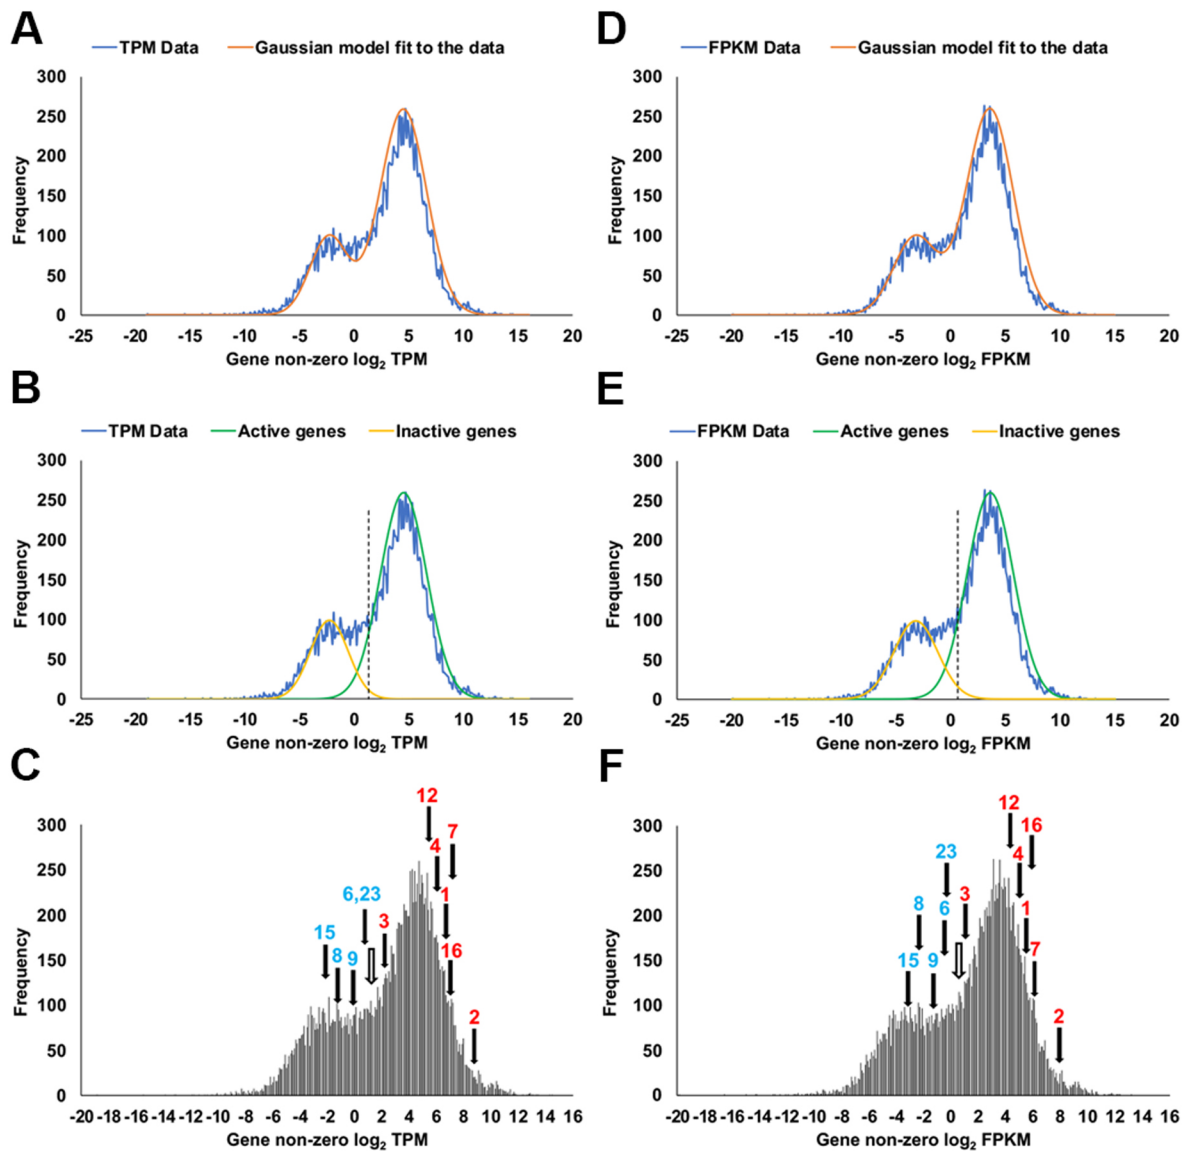 A
TPM Data
Gaussian model fit to the data
300
250
200
150
100
50
0
Frequency
-25 -20 -15 -10 -5 0 5 10 15 20
Gene non-zero log2 TPM
D
FPKM Data
Gaussian model fit to the data
300
250
200
150
100
50
0
Frequency
-25 -20 -15 -10 -5 0 5 10 15 20
Gene non-zero log2 FPKM
B
TPM Data
Active genes
Inactive genes
300
250
200
150
100
50
0
Frequency
-25 -20 -15 -10 -5 0 5 10 15 20
Gene non-zero log2 TPM
E
FPKM Data
Active genes
Inactive genes
300
250
200
150
100
50
0
Frequency
-25 -20 -15 -10 -5 0 5 10 15 20
Gene non-zero log2 FPKM
C
300
250
200
150
100
50
0
Frequency
12
7
4
6,23
1
3
15
8
9
16
2
-20 -18 -16 -14 -12 -10 -8 -6 -4 -2 0 2 4 6 8 10 12 14 16
Gene non-zero log2 TPM
F
300
250
200
150
100
50
0
Frequency
12
16
23
4
3
8
6
1
15
9
7
2
-20 -18 -16 -14 -12 -10 -8 -6 -4 -2 0 2 4 6 8 10 12 14 16
Gene non-zero log2 FPKM